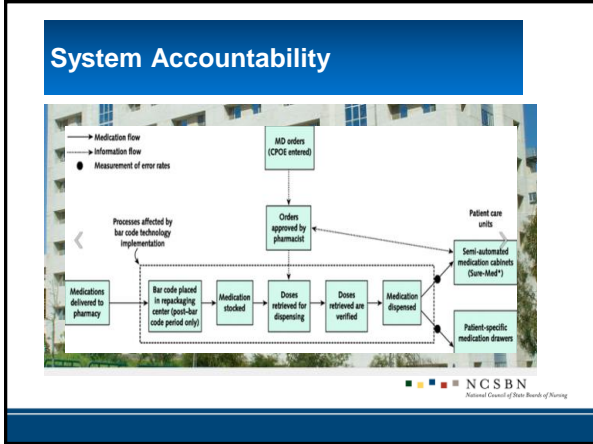 System Accountability
Medication flow
Information flow
Measurement of error rates
MD orders
(CPOE entered)
Processes affected by
bar code technology
implementation
Orders
approved by
pharmacist
Patient care
units
Semi-automated
medication cabinets
(Sure-Med*)
Medications
delivered to
pharmacy
Bar code placed
in repackaging
center (post–bar
code period only)
Medication
stocked
Doses
retrieved for
dispensing
Doses
retrieved are
verified
Medication
dispensed
Patient-specific
medication drawers
NCSBN
National Council of State Boards of Nursing